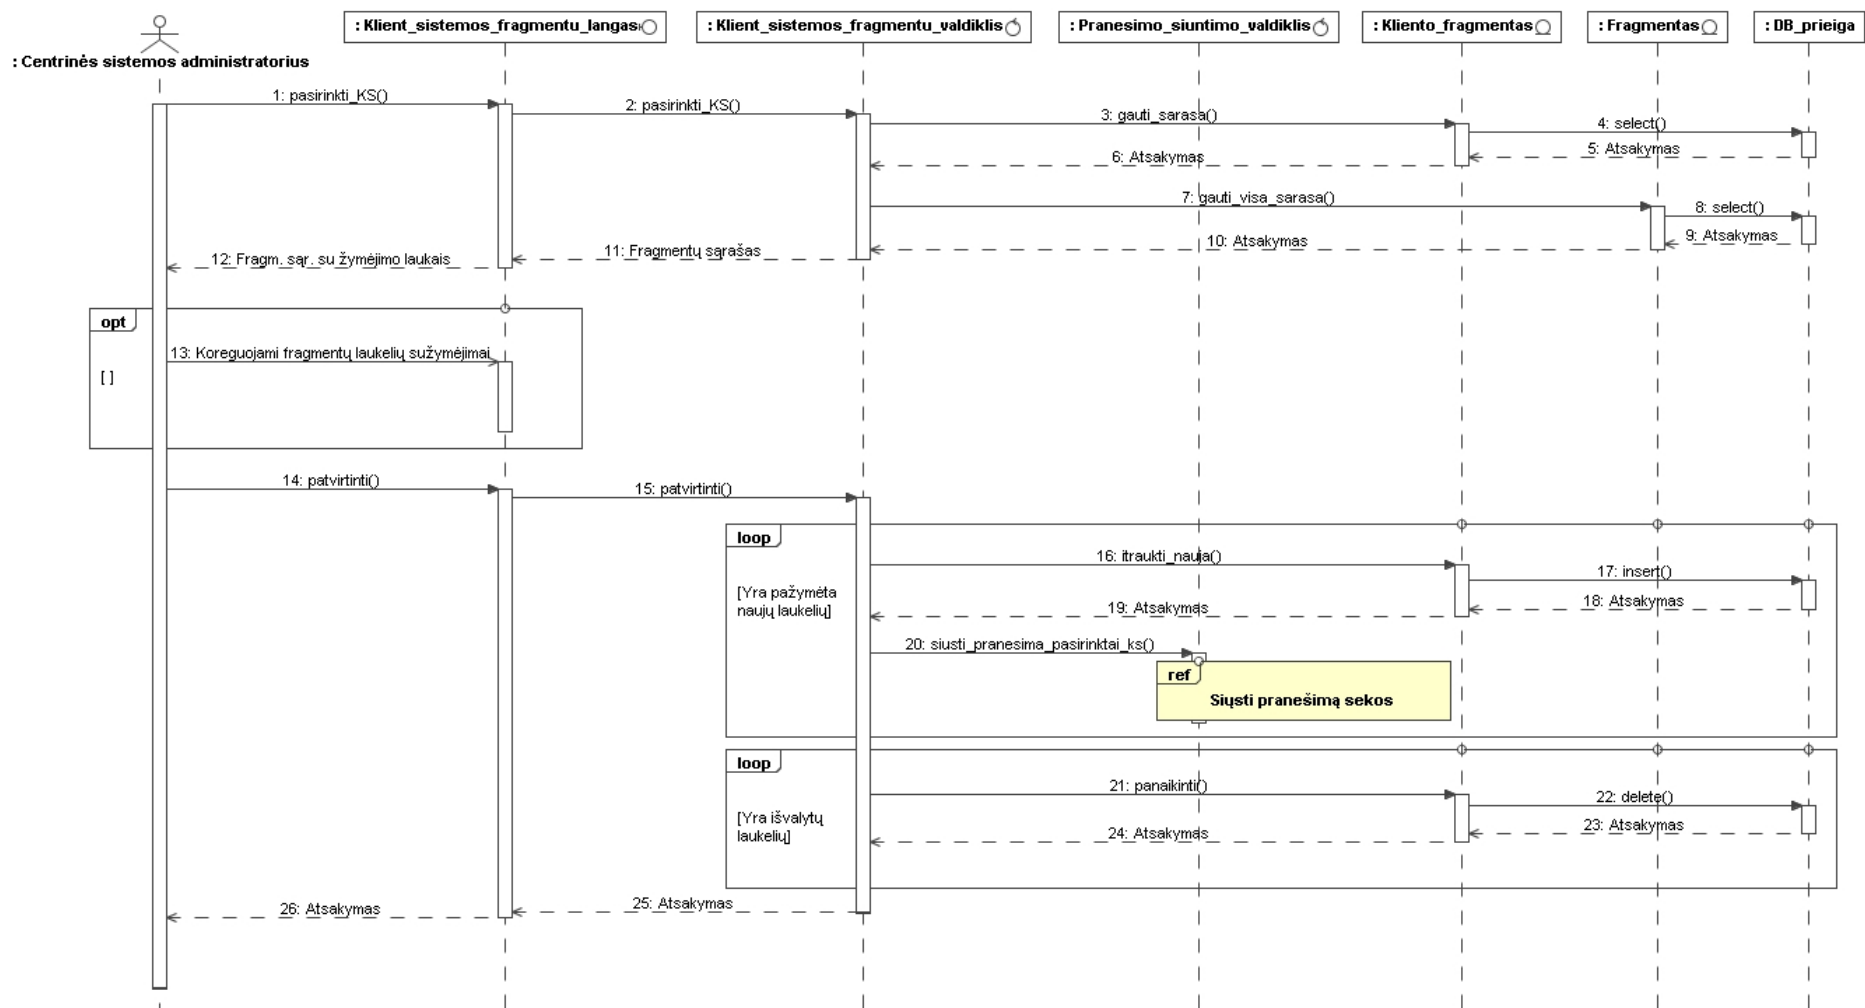 : Klient_sistemos_fragmentu_langas
: Klient_sistemos_fragmentu_valdiklis
: Pranesimo_siuntimo_valdiklis
: Kliento_fragmentas
: Fragmentas
: DB_prieiga
: Centrinės sistemos administratorius
1: pasirinkti_KS()
2: pasirinkti_KS()
3: gauti_sarasa()
4: select()
5: Atsakymas
6: Atsakymas
7: gauti_visa_sarasa()
8: select()
9: Atsakymas
10: Atsakymas
11: Fragmentų sąrašas
12: Fragm. sąr. su žymėjimo laukais
opt
13: Koreguojami fragmentų laukelių sužymėjimai
[ ]
14: patvirtinti()
15: patvirtinti()
loop
16: itraukti_nauja()
17: insert()
[Yra pažymėta
naujų laukelių]
18: Atsakymas
19: Atsakymas
20: siusti_pranesima_pasirinktai_ks()
ref
Siųsti pranešimą sekos
loop
21: panaikinti()
22: delete()
[Yra išvalytų
laukelių]
23: Atsakymas
24: Atsakymas
25: Atsakymas
26: Atsakymas